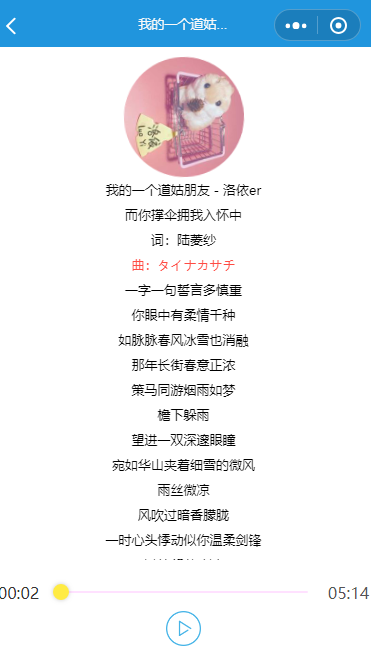 我的一个道姑...
洛依
Luo Yi
我的一个道姑朋友 - 洛依er
而你撑伞拥我入怀中
词：陆菱纱
曲：タイナカサチ
一字一句誓言多慎重
你眼中有柔情千种
如脉脉春风冰雪也消融
那年长街春意正浓
策马同游烟雨如梦
檐下躲雨
望进一双深邃眼瞳
宛如华山夹着细雪的微风
雨丝微凉
风吹过暗香朦胧
一时心头悸动似你温柔剑锋
00:02
05:14